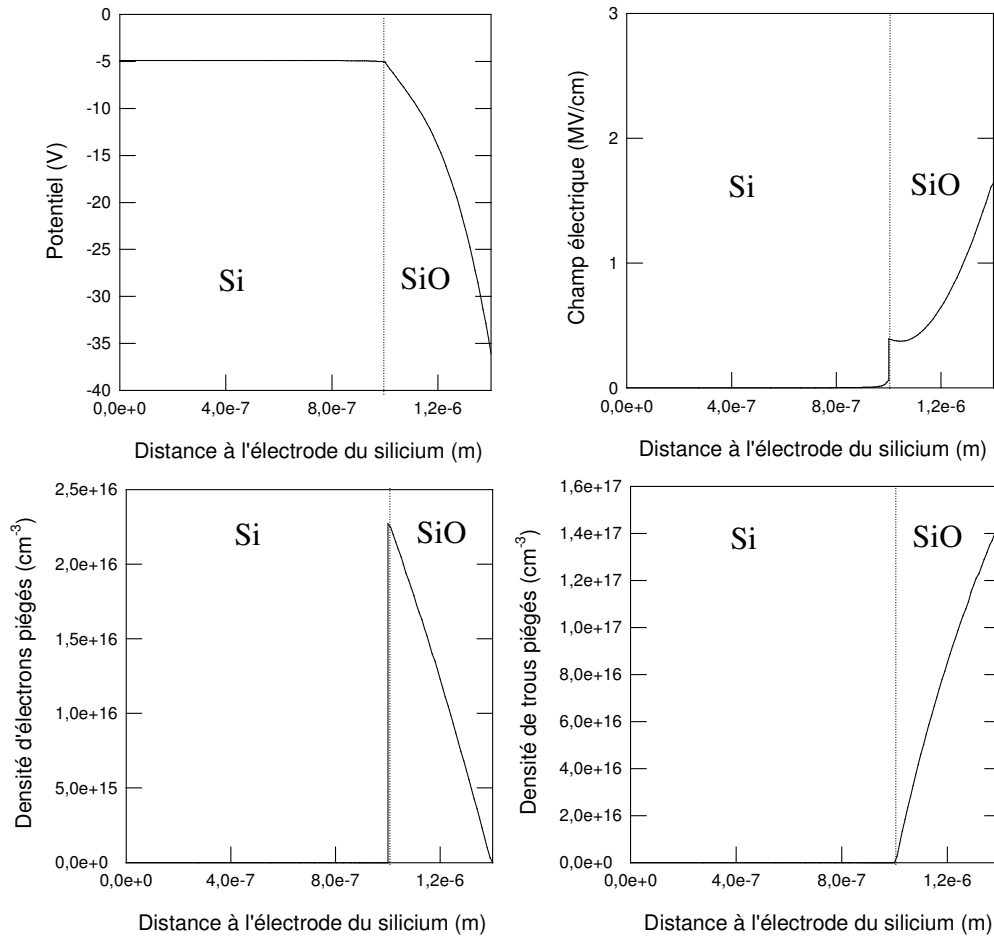 0
-5
-10
-15
-20
-25
-30
-35
-40
Potentiel (V)
Si
SiO
0,0e+0
4,0e-7
8,0e-7
1,2e-6
Distance à l'électrode du silicium (m)
3
2
1
0
Champ électrique (MV/cm)
Si
SiO
0,0e+0
4,0e-7
8,0e-7
1,2e-6
Distance à l'électrode du silicium (m)
2,5e+16
2,0e+16
1,5e+16
1,0e+16
5,0e+15
0,0e+0
Densité d'électrons piégés (cm-3)
Si
SiO
0,0e+0
4,0e-7
8,0e-7
1,2e-6
Distance à l'électrode du silicium (m)
1,6e+17
1,4e+17
1,2e+17
1,0e+17
8,0e+16
6,0e+16
4,0e+16
2,0e+16
0,0e+0
Densité de trous piégés (cm-3)
Si
SiO
0,0e+0
4,0e-7
8,0e-7
1,2e-6
Distance à l'électrode du silicium (m)